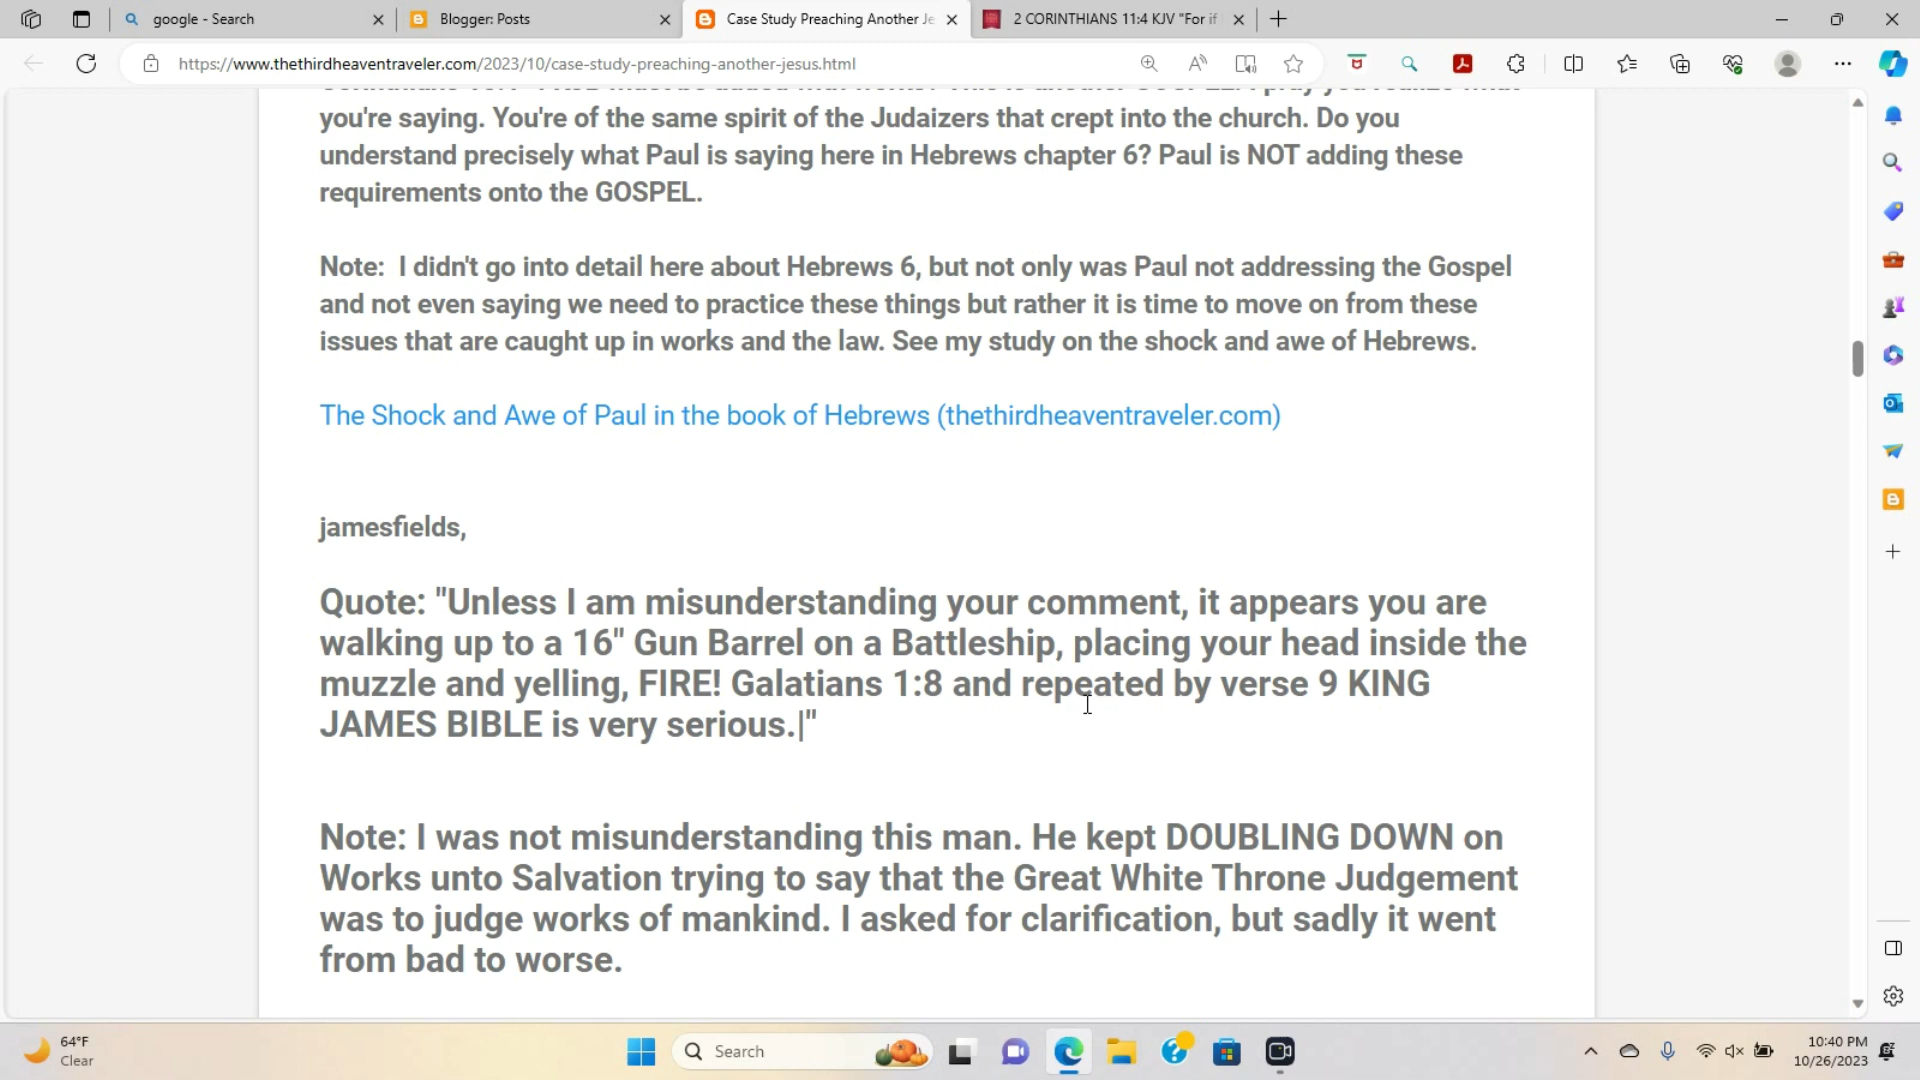 google - Search
Blogger: Posts
Case Study Preaching Another Je
2 CORINTHIANS 11:4 KJV "For if
https://www.thethirdheaventraveler.com/2023/10/case-study-preaching-another-jesus.html
you're saying. You're of the same spirit of the Judaizers that crept into the church. Do you
understand precisely what Paul is saying here in Hebrews chapter 6? Paul is NOT adding these
requirements onto the GOSPEL.
Note:  I didn't go into detail here about Hebrews 6, but not only was Paul not addressing the Gospel
and not even saying we need to practice these things but rather it is time to move on from these
issues that are caught up in works and the law. See my study on the shock and awe of Hebrews.
The Shock and Awe of Paul in the book of Hebrews (thethirdheaventraveler.com)
jamesfields,
Quote: "Unless I am misunderstanding your comment, it appears you are
walking up to a 16" Gun Barrel on a Battleship, placing your head inside the
muzzle and yelling, FIRE! Galatians 1:8 and repeated by verse 9 KING
JAMES BIBLE is very serious.|"
Note: I was not misunderstanding this man. He kept DOUBLING DOWN on
Works unto Salvation trying to say that the Great White Throne Judgement
was to judge works of mankind. I asked for clarification, but sadly it went
from bad to worse.
64°F
Clear
Search
10:40 PM
10/26/2023